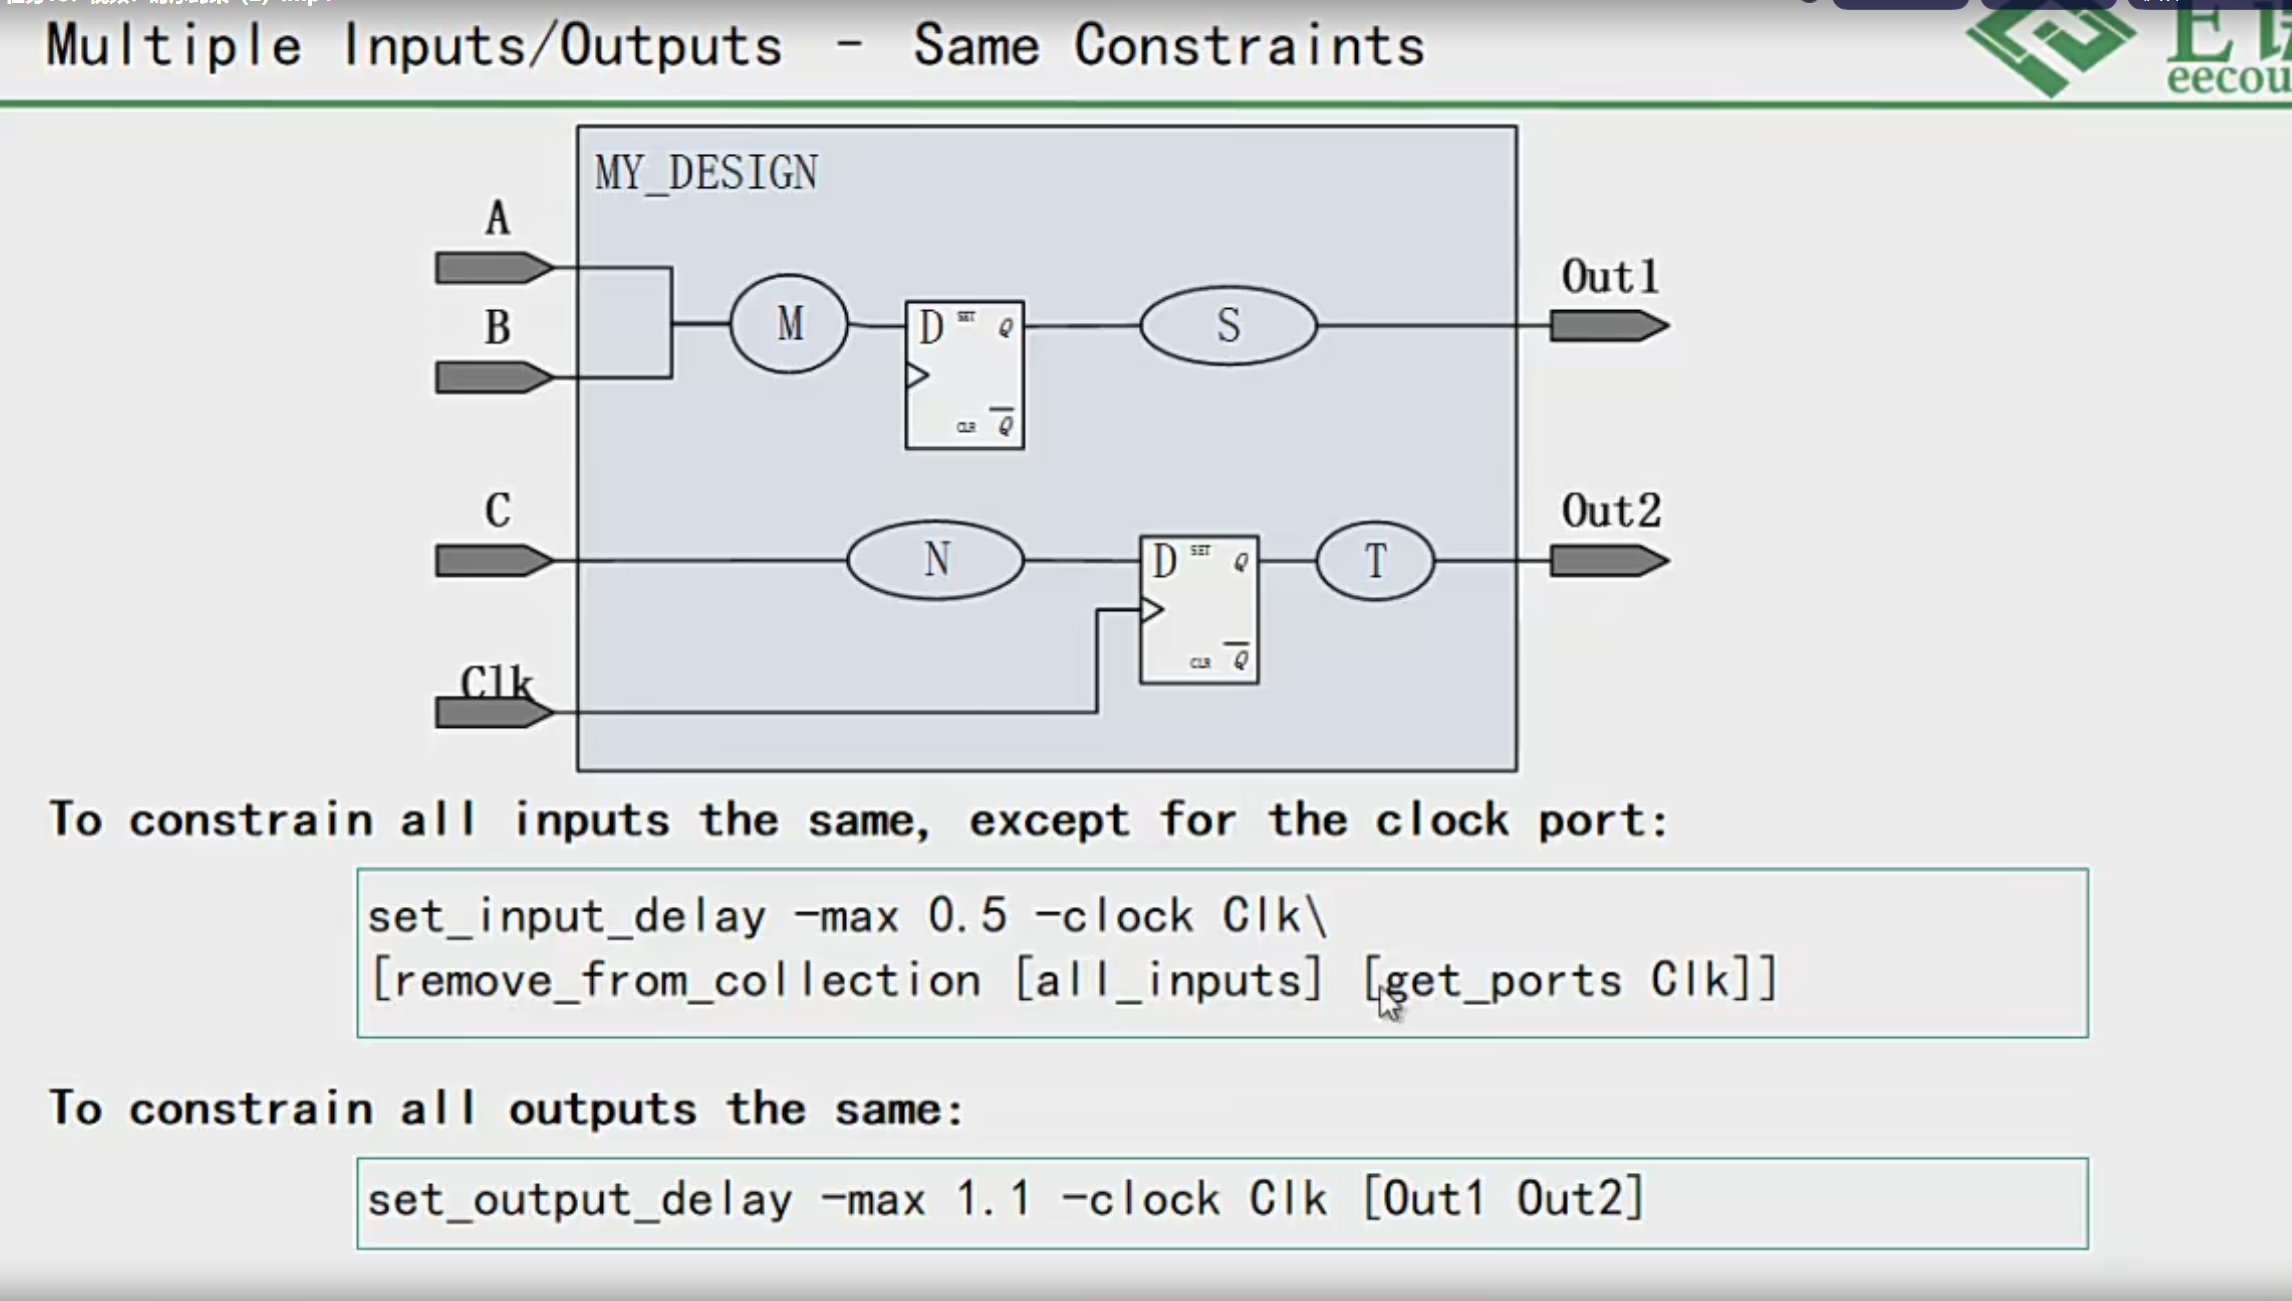 Multiple Inputs/Outputs - Same Constraints
E
eecou
MY_DESIGN
A
B
M
D SET Q
CLR Q
S
Out1
C
N
D SET Q
CLR Q
T
Out2
Clk
To constrain all inputs the same, except for the clock port:
set_input_delay -max 0.5 -clock Clk\
[remove_from_collection [all_inputs] [get_ports Clk]]
To constrain all outputs the same:
set_output_delay -max 1.1 -clock Clk [Out1 Out2]